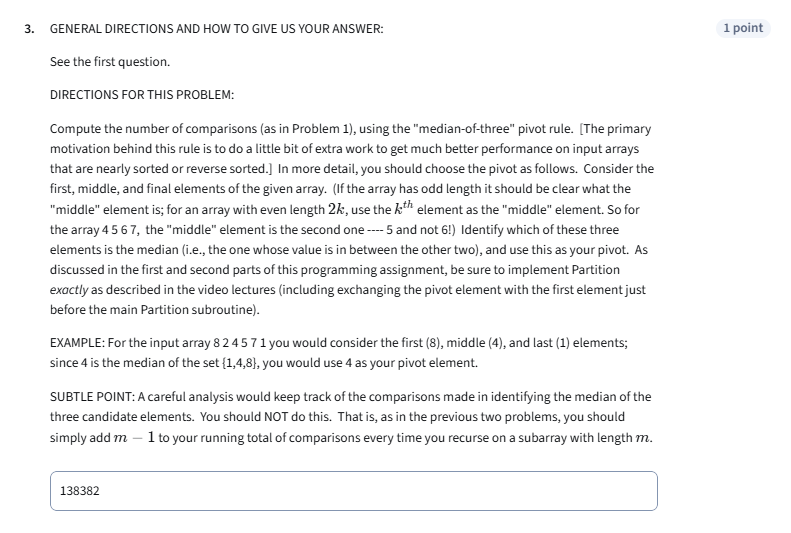 3. GENERAL DIRECTIONS AND HOW TO GIVE US YOUR ANSWER: 1 point
See the first question.
DIRECTIONS FOR THIS PROBLEM:
Compute the number of comparisons (as in Problem 1), using the "median-of-three" pivot rule. [The primary
motivation behind this rule is to do a little bit of extra work to get much better performance on input arrays
that are nearly sorted or reverse sorted.] In more detail, you should choose the pivot as follows. Consider the
first, middle, and final elements of the given array. (If the array has odd length it should be clear what the
"middle" element is; for an array with even length 2k, use the kth element as the "middle" element. So for
the array 4 5 6 7, the "middle" element is the second one ---- 5 and not 6!) Identify which of these three
elements is the median (i.e., the one whose value is in between the other two), and use this as your pivot. As
discussed in the first and second parts of this programming assignment, be sure to implement Partition
exactly as described in the video lectures (including exchanging the pivot element with the first element just
before the main Partition subroutine).
EXAMPLE: For the input array 8 2 4 5 7 1 you would consider the first (8), middle (4), and last (1) elements;
since 4 is the median of the set {1,4,8}, you would use 4 as your pivot element.
SUBTLE POINT: A careful analysis would keep track of the comparisons made in identifying the median of the
three candidate elements. You should NOT do this. That is, as in the previous two problems, you should
simply add m − 1 to your running total of comparisons every time you recurse on a subarray with length m.
138382